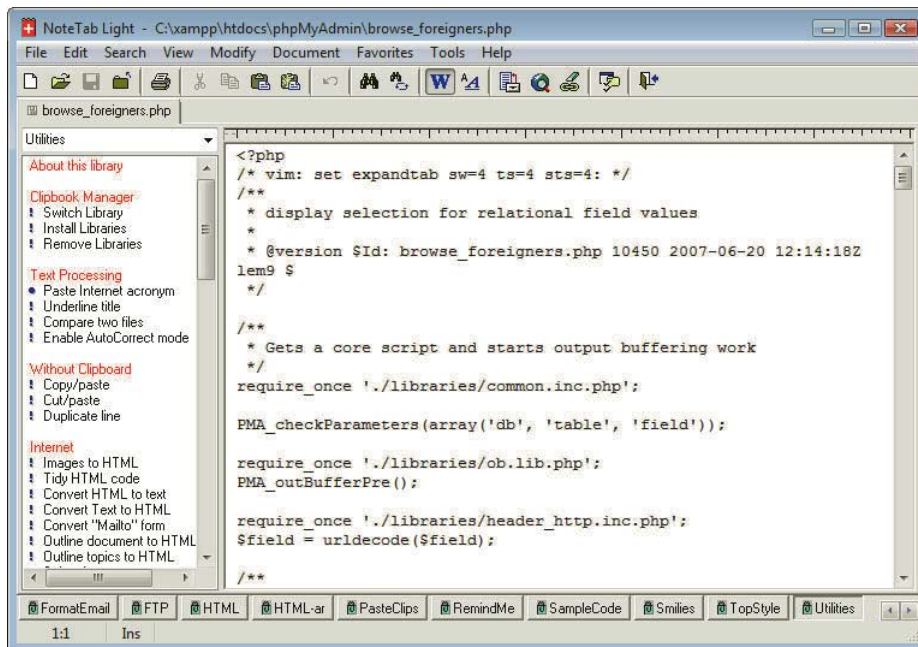 NoteTab Light - C:\xampp\htdocs\phpMyAdmin\browse_foreigners.php
File Edit Search View Modify Document Favorites Tools Help
browse_foreigners.php
Utilities
About this library
Clipbook Manager
Switch Library
Install Libraries
Remove Libraries
Text Processing
Paste Internet acronym
Underline title
Compare two files
Enable AutoCorrect mode
Without Clipboard
Copy/paste
Cut/paste
Duplicate line
Internet
Images to HTML
Tidy HTML code
Convert HTML to text
Convert Text to HTML
Convert "Mailto" form
Outline document to HTML
Outline topics to HTML
<?php
/* vim: set expandtab sw=4 ts=4 sts=4: */
/**
 * display selection for relational field values
 *
 * @version $Id: browse_foreigners.php 10450 2007-06-20 12:14:18Z
lem9 $
 */
/**
 * Gets a core script and starts output buffering work
 */
require_once './libraries/common.inc.php';
PMA_checkParameters(array('db', 'table', 'field'));
require_once './libraries/ob.lib.php';
PMA_outBufferPre();
require_once './libraries/header_http.inc.php';
$field = urldecode($field);
/**
FormatEmail FTP HTML HTML-ar PasteClips RemindMe SampleCode Smilies TopStyle Utilities
1:1 Ins